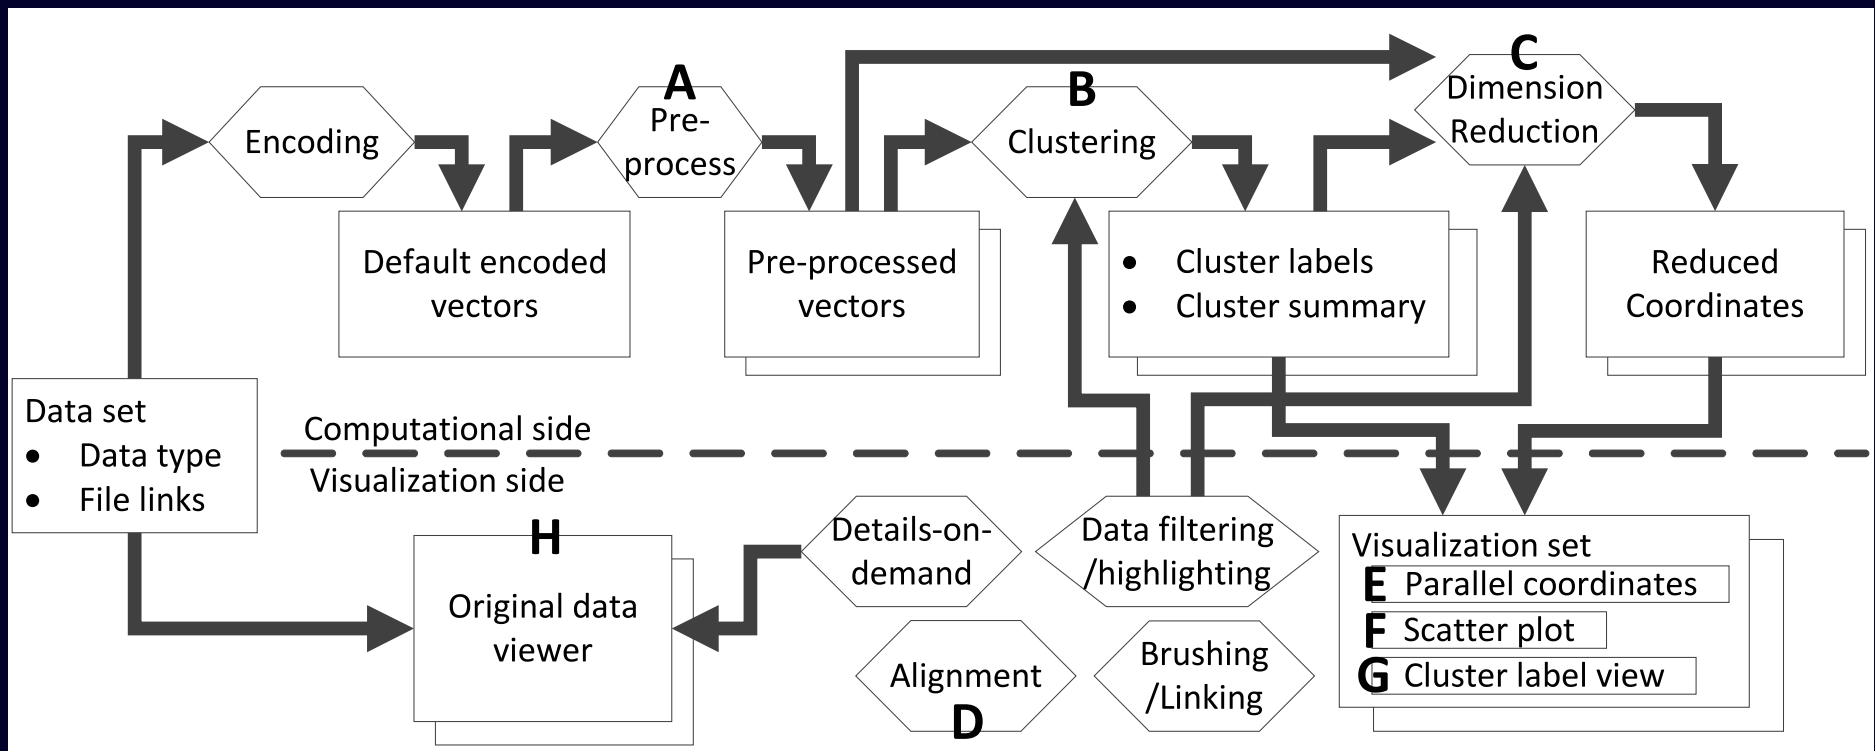 A
B
C
Encoding
Pre-
process
Clustering
Dimension
Reduction
Default encoded
vectors
Pre-processed
vectors
• Cluster labels
• Cluster summary
Reduced
Coordinates
Data set
• Data type
• File links
Computational side
Visualization side
H
Original data
viewer
Details-on-
demand
Data filtering
/highlighting
Alignment
D
Brushing
/Linking
Visualization set
E Parallel coordinates
F Scatter plot
G Cluster label view